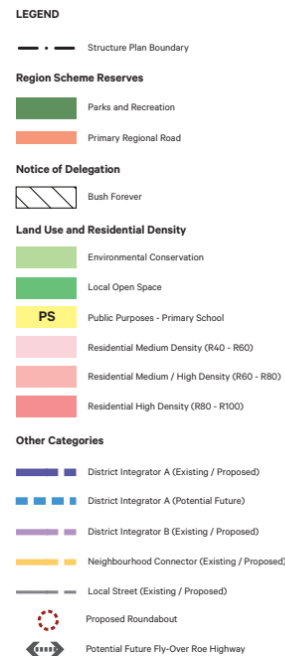 LEGEND
Structure Plan Boundary
Region Scheme Reserves
Parks and Recreation
Primary Regional Road
Notice of Delegation
Bush Forever
Land Use and Residential Density
Environmental Conservation
Local Open Space
PS Public Purposes - Primary School
Residential Medium Density (R40 - R60)
Residential Medium / High Density (R60 - R80)
Residential High Density (R80 - R100)
Other Categories
District Integrator A (Existing / Proposed)
District Integrator A (Potential Future)
District Integrator B (Existing / Proposed)
Neighbourhood Connector (Existing / Proposed)
Local Street (Existing / Proposed)
Proposed Roundabout
Potential Future Fly-Over Roe Highway